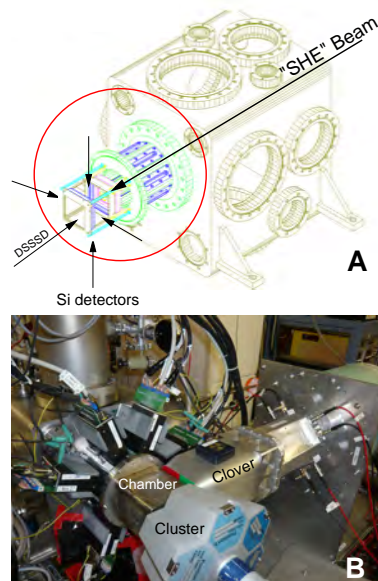 "SHE" Beam
DSSSD
A
Si detectors
Chamber
Clover
Cluster
B